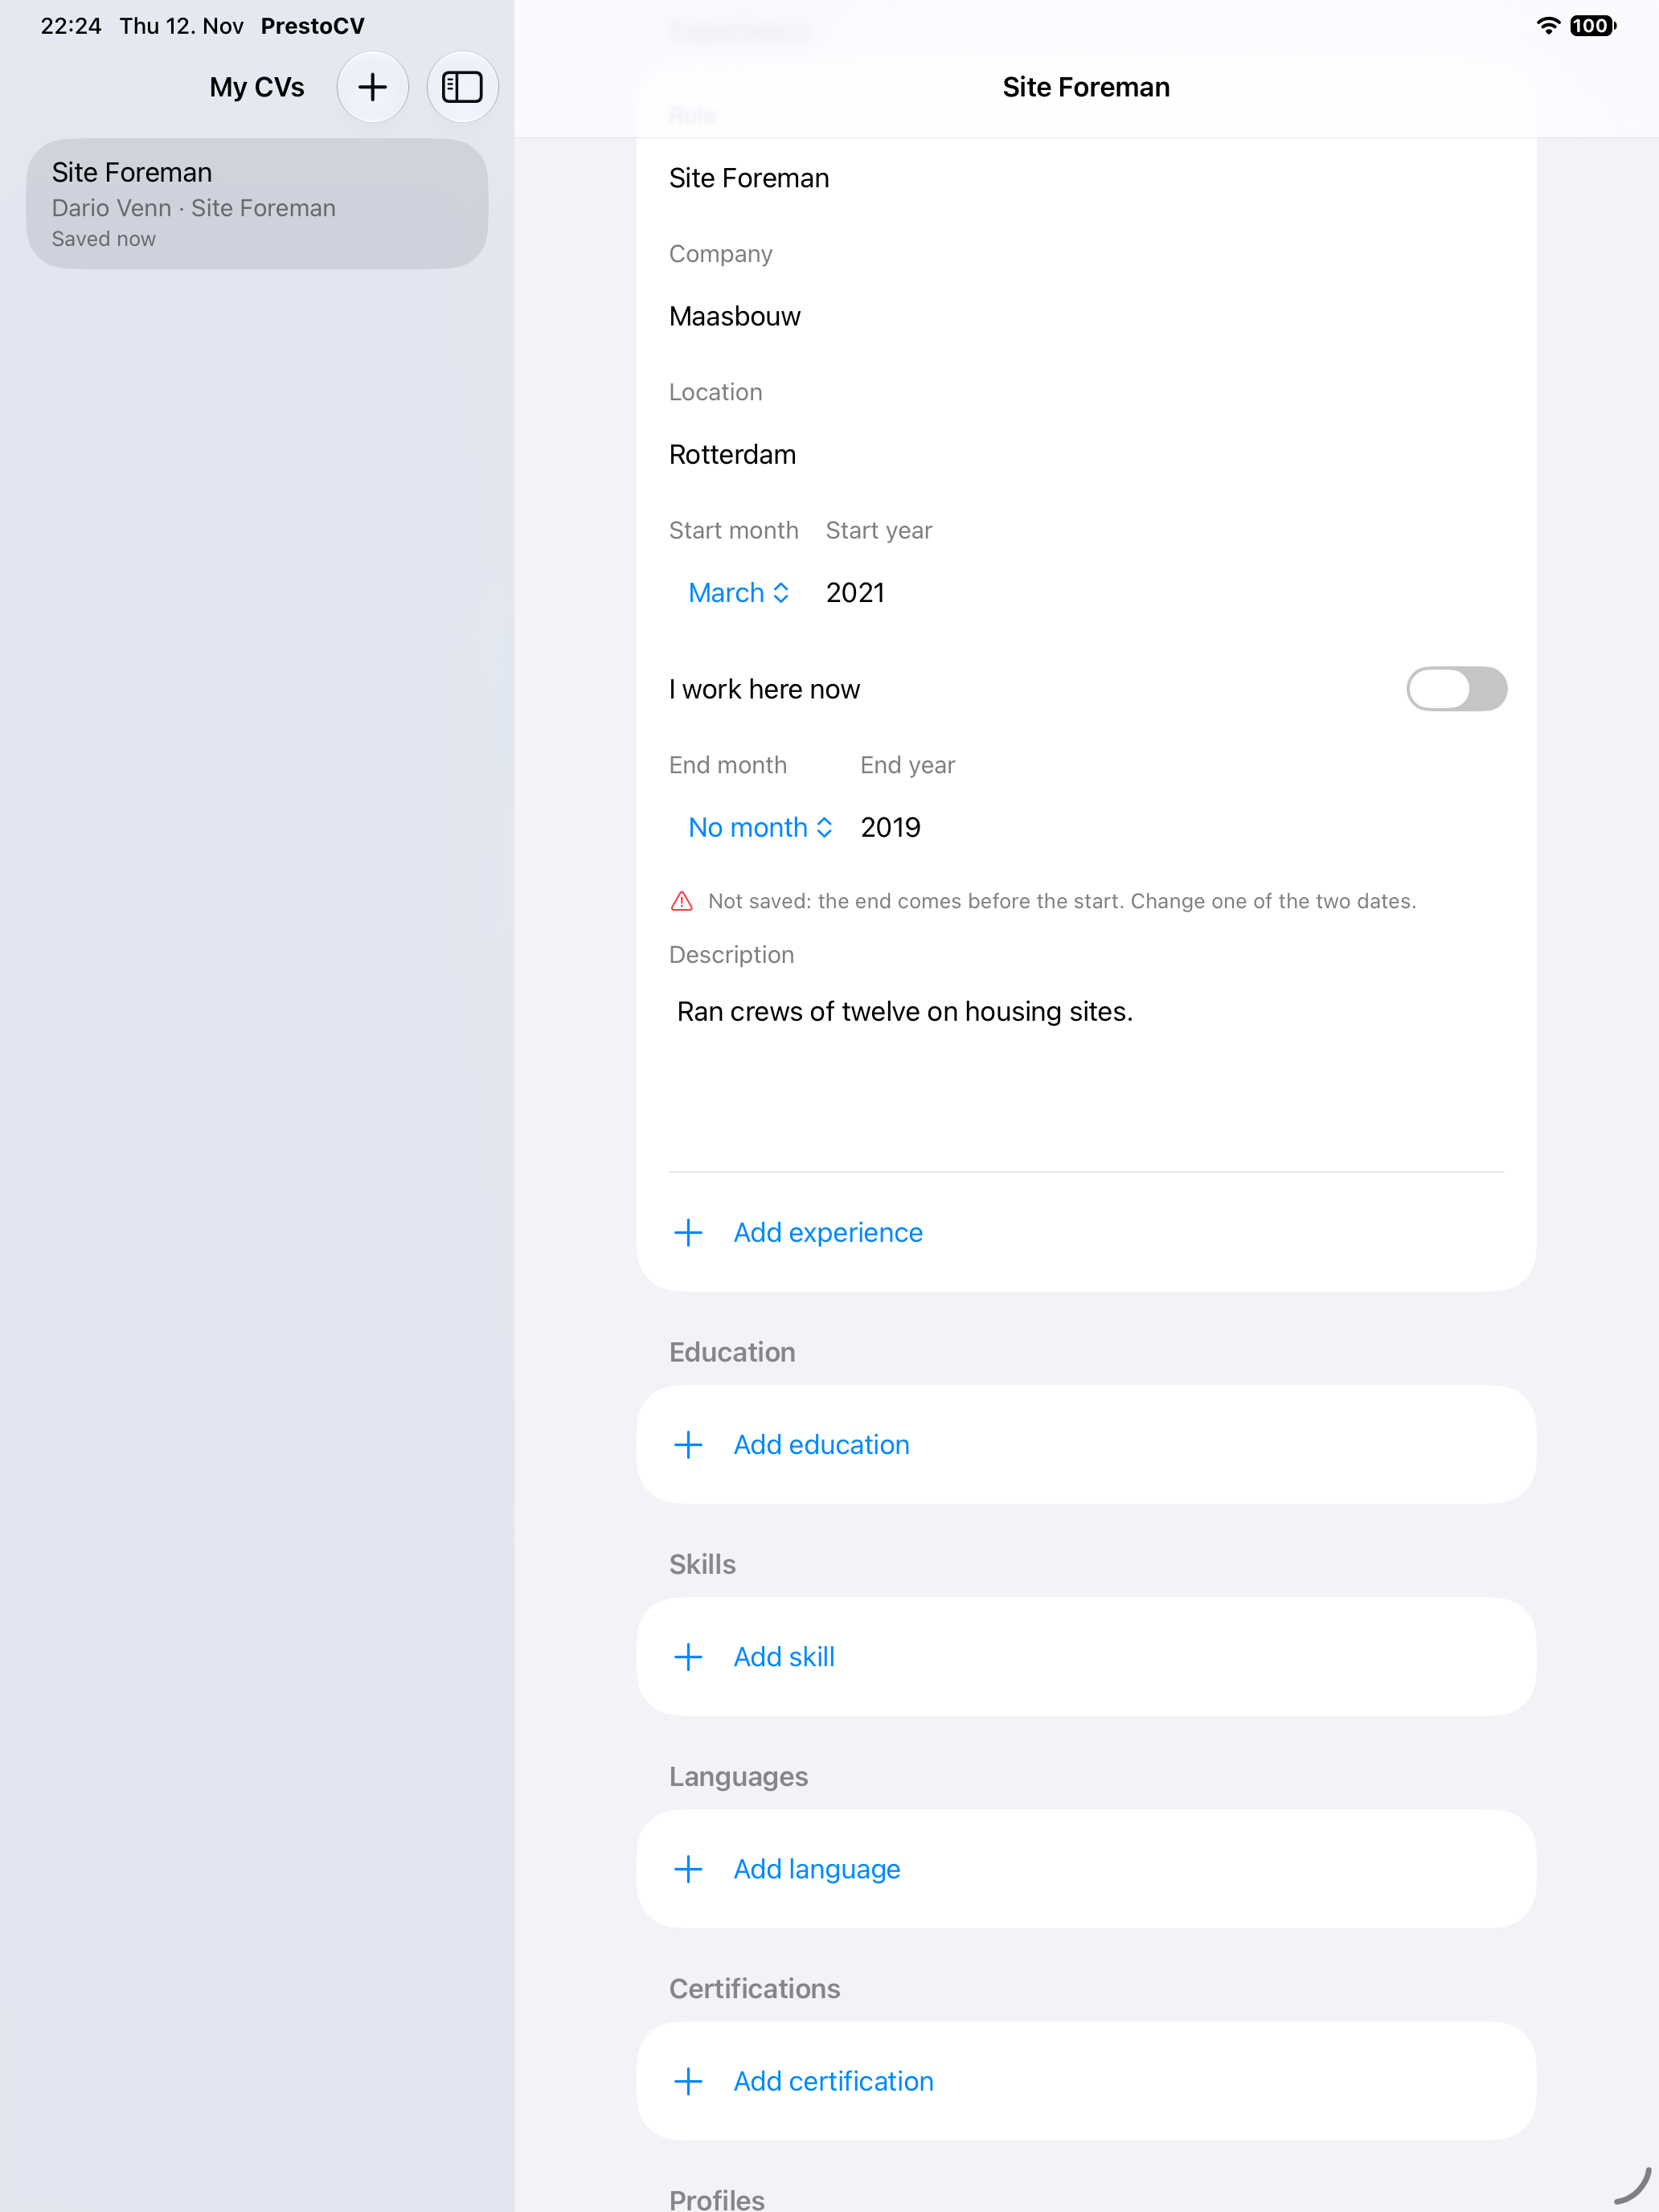 22:24 Thu 12. Nov PrestoCV
100
My CVs
Site Foreman
Dario Venn · Site Foreman
Saved now
Site Foreman
Role
Site Foreman
Company
Maasbouw
Location
Rotterdam
Start month Start year
March 2021
I work here now
End month End year
No month 2019
Not saved: the end comes before the start. Change one of the two dates.
Description
Ran crews of twelve on housing sites.
Add experience
Education
Add education
Skills
Add skill
Languages
Add language
Certifications
Add certification
Profiles